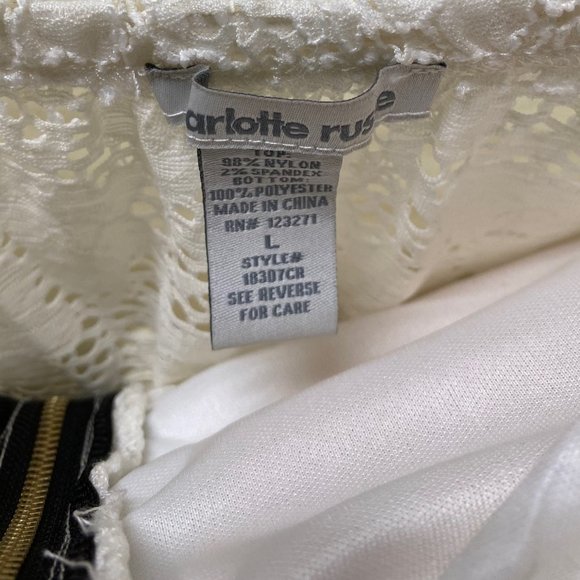 arlotte russe
TOP:
98% NYLON
2% SPANDEX
BOTTOM:
100% POLYESTER
MADE IN CHINA
RN# 123271
L
STYLE#
18307CR
SEE REVERSE
FOR CARE